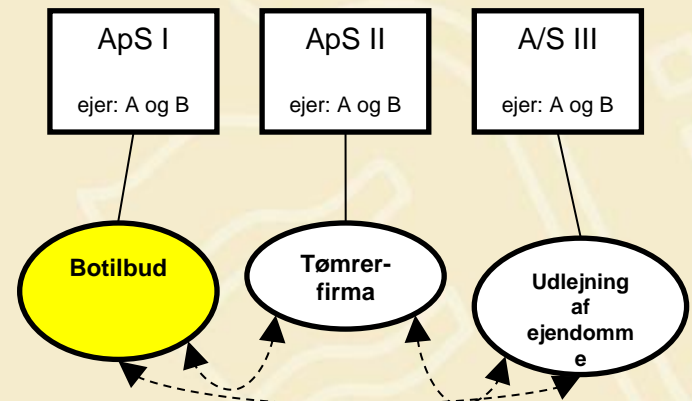 ApS I
ejer: A og B
ApS II
ejer: A og B
A/S III
ejer: A og B
Botilbud
Tømrer-
firma
Udlejning
af
ejendomm
e